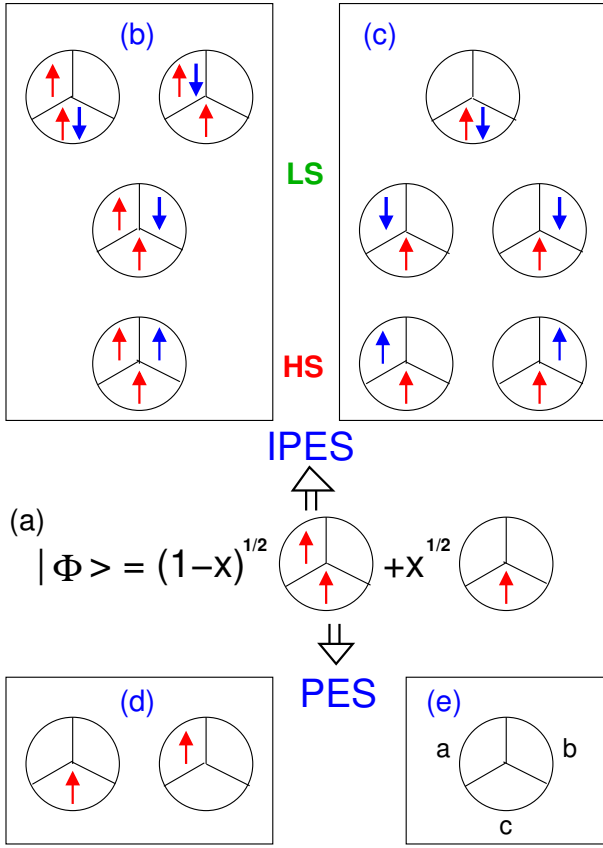 (b)
(c)
LS
HS
IPES
(a)
|Φ> = (1−x)^1/2 +x^1/2
PES
(d)
(e)
a
b
c